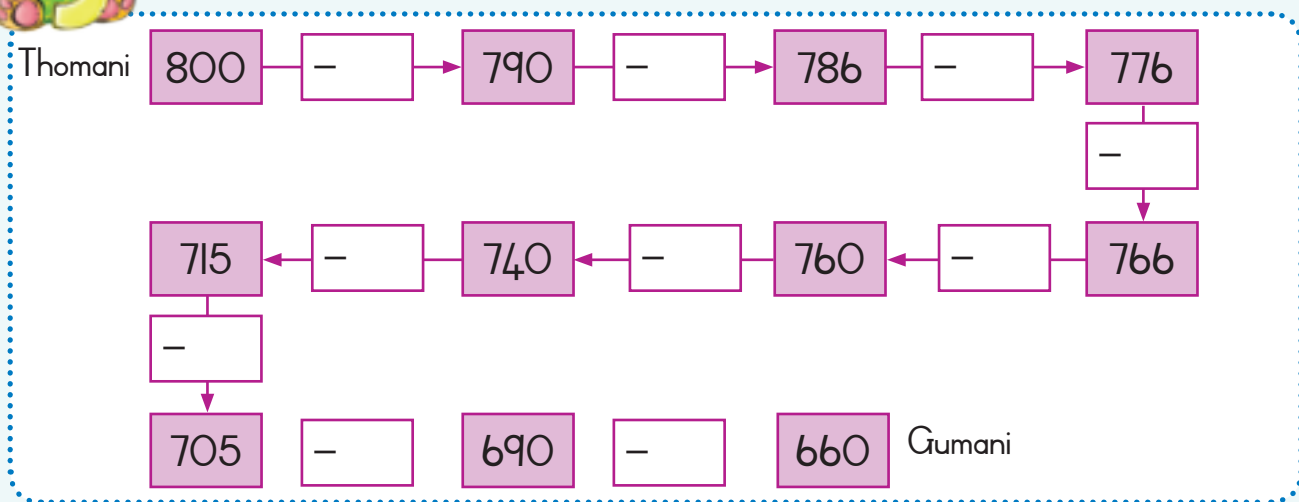 Thomani 800 – 790 – 786 – 776
–
715 – 740 – 760 – 766
–
705 – 690 – 660 Gumani